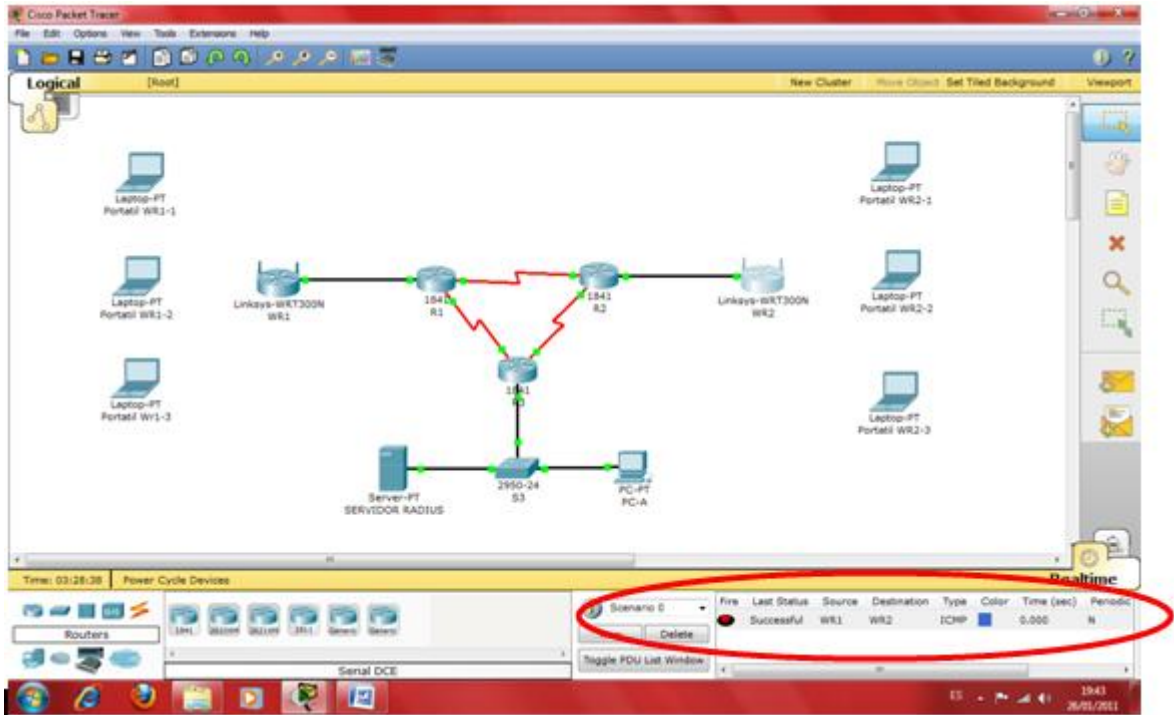 Cisco Packet Tracer
File Edit Options View Tools Extensions Help
Logical [Root] New Cluster Move Object Set Tiled Background Viewport
Laptop-PT
Portatil WR1-1
Laptop-PT
Portatil WR2-1
Laptop-PT
Portatil WR1-2
Linksys-WRT300N
WR1
1841
R1
1841
R2
Linksys-WRT300N
WR2
Laptop-PT
Portatil WR2-2
Laptop-PT
Portatil Wr1-3
1841
Laptop-PT
Portatil WR2-3
Server-PT
SERVIDOR RADIUS
2950-24
S3
PC-PT
PC-A
Time: 03:28:38 Power Cycle Devices Realtime
Routers
1841
Serial DCE
Scenario 0
Delete
Toggle PDU List Window
Fire Last Status Source Destination Type Color Time (sec) Periodic
Successful WR1 WR2 ICMP 0.000 N
ES 19:43
26/01/2011